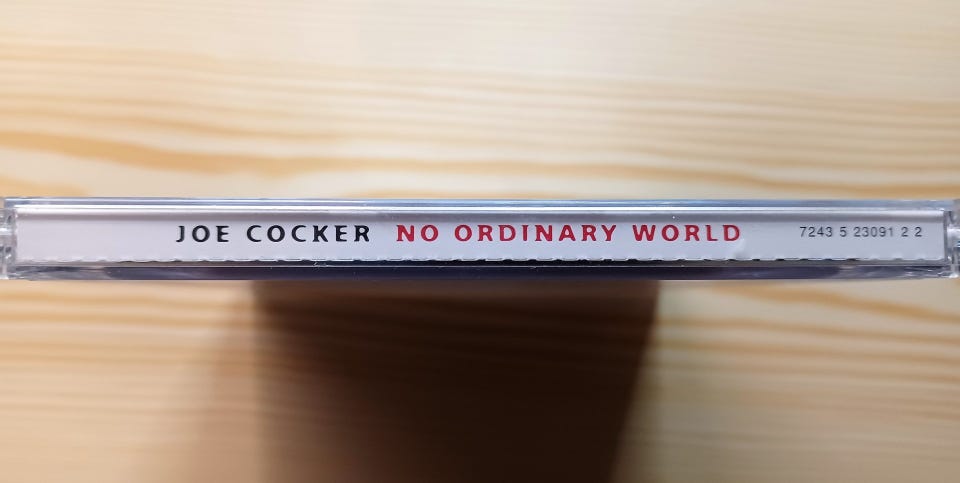 JOE COCKER NO ORDINARY WORLD 7243 5 23091 2 2